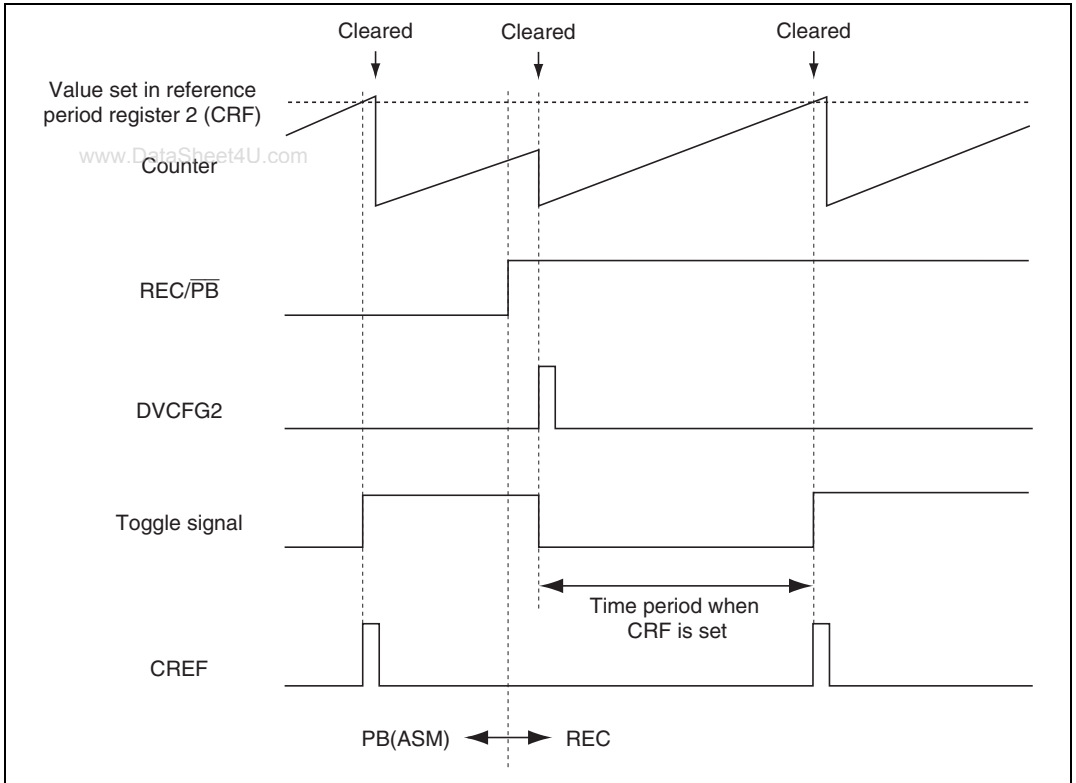 Cleared
Cleared
Cleared
Value set in reference
period register 2 (CRF)
www.DataSheet4U.com
Counter
REC/P̅B̅
DVCFG2
Toggle signal
Time period when
CRF is set
CREF
PB(ASM)
REC